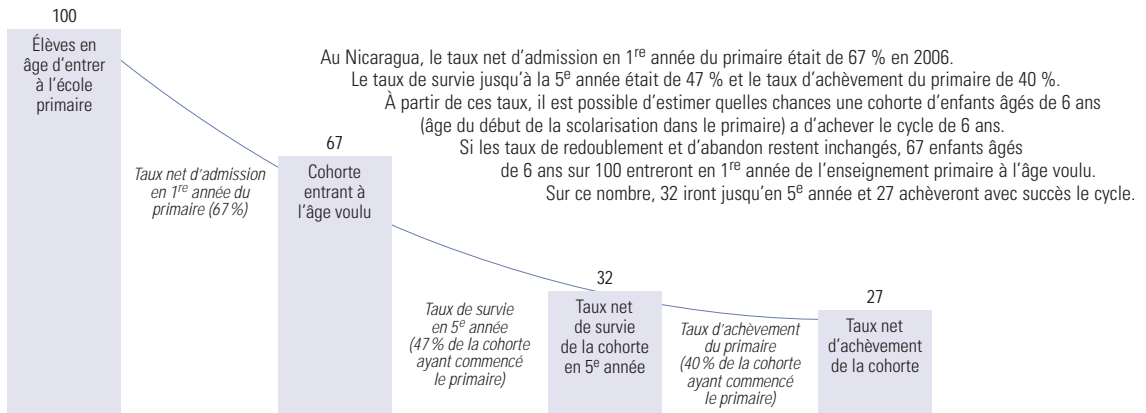 100
Élèves en
âge d'entrer
à l'école
primaire
Au Nicaragua, le taux net d'admission en 1re année du primaire était de 67 % en 2006.
Le taux de survie jusqu'à la 5e année était de 47 % et le taux d'achèvement du primaire de 40 %.
À partir de ces taux, il est possible d'estimer quelles chances une cohorte d'enfants âgés de 6 ans
(âge du début de la scolarisation dans le primaire) a d'achever le cycle de 6 ans.
Si les taux de redoublement et d'abandon restent inchangés, 67 enfants âgés
de 6 ans sur 100 entreront en 1re année de l'enseignement primaire à l'âge voulu.
Sur ce nombre, 32 iront jusqu'en 5e année et 27 achèveront avec succès le cycle.
Taux net d'admission
en 1re année du
primaire (67 %)
67
Cohorte
entrant à
l'âge voulu
Taux de survie
en 5e année
(47 % de la cohorte
ayant commencé
le primaire)
32
Taux net
de survie
de la cohorte
en 5e année
Taux d'achèvement
du primaire
(40 % de la cohorte
ayant commencé
le primaire)
27
Taux net
d'achèvement
de la cohorte